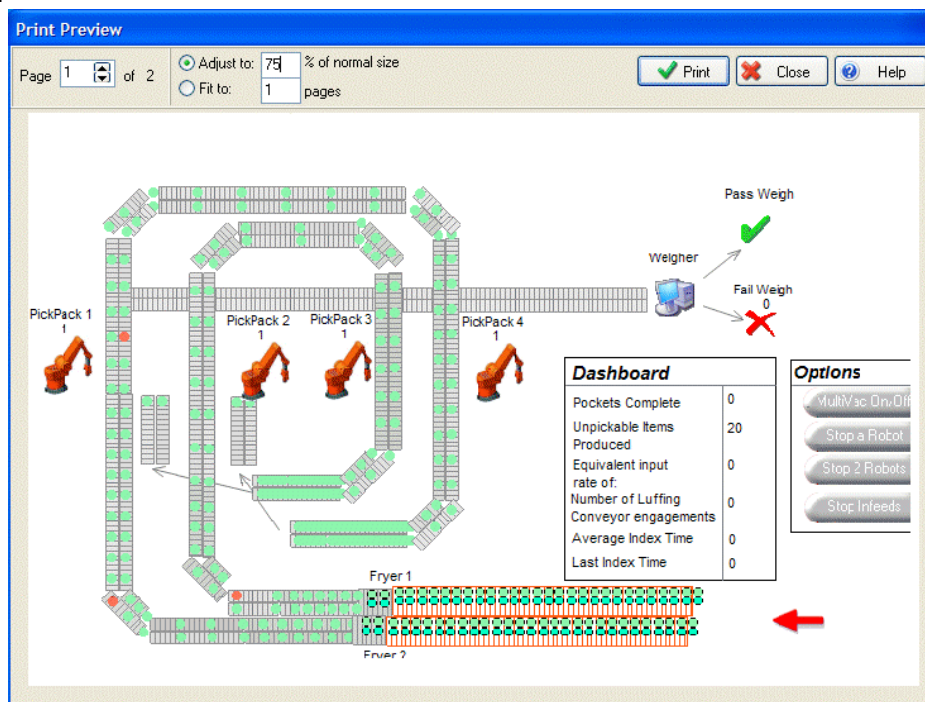 Print Preview
Page 1 of 2
Adjust to: 75 % of normal size
Fit to: 1 pages
Print
Close
Help
Pass Weigh
Weigher
Fail Weigh
0
PickPack 1
1
PickPack 2
1
PickPack 3
1
PickPack 4
1
Dashboard
Pockets Complete 0
Unpickable Items 20
Produced
Equivalent input 0
rate of:
Number of Luffing 0
Conveyor engagements
Average Index Time 0
Last Index Time 0
Options
MultiVac On/Off
Stop a Robot
Stop 2 Robots
Stop Infeeds
Fryer 1
Fryer 2